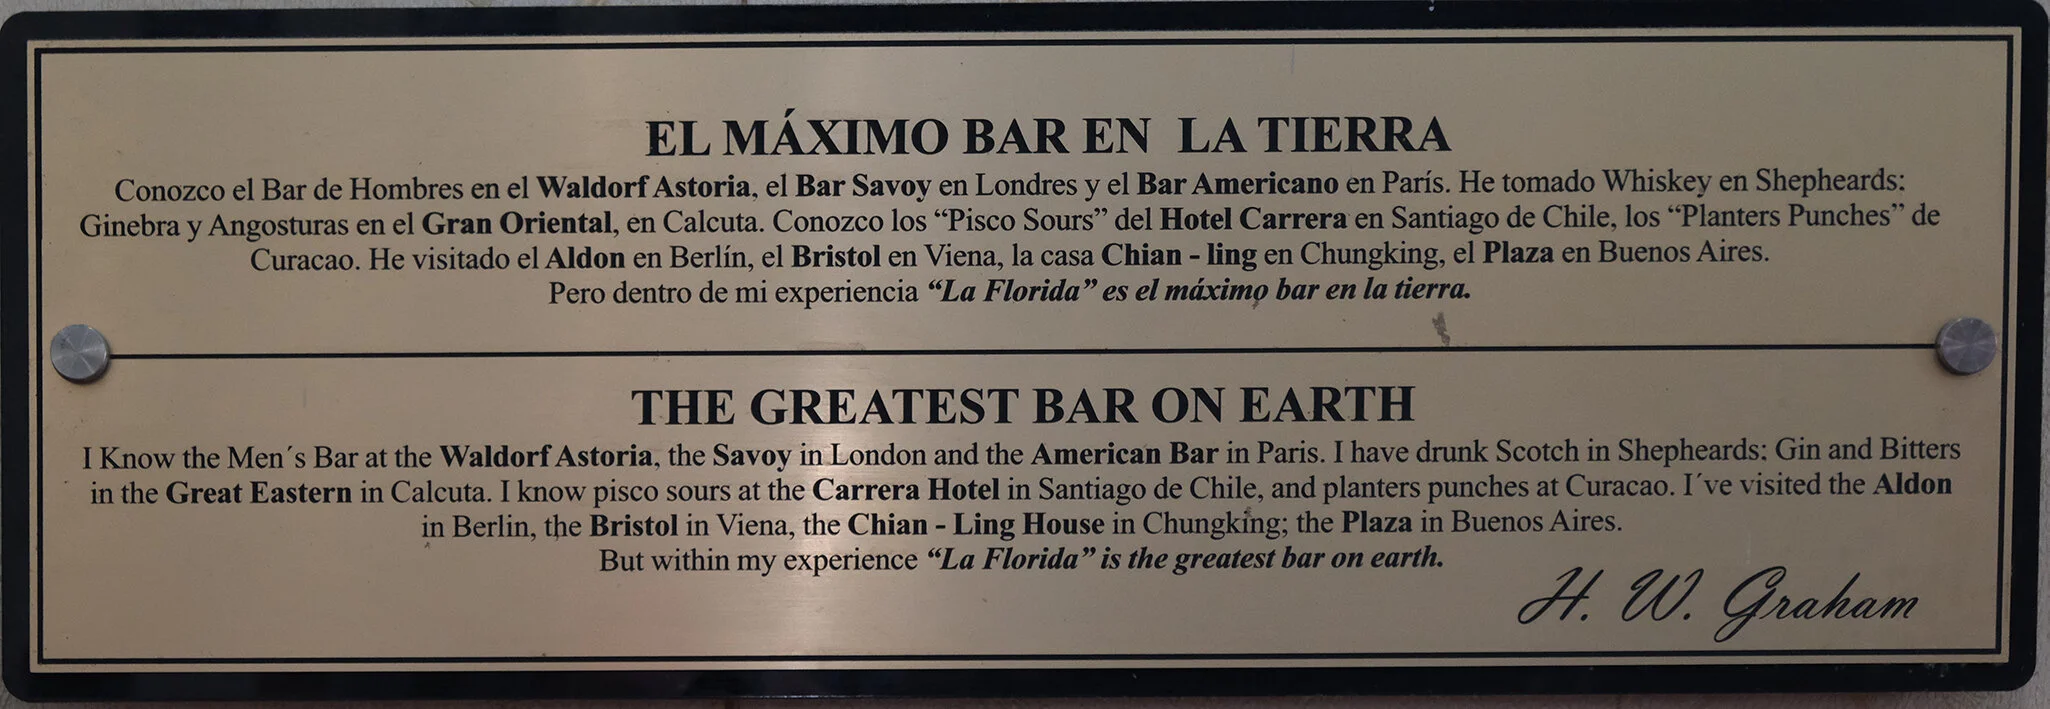 EL MÁXIMO BAR EN LA TIERRA
Conozco el Bar de Hombres en el Waldorf Astoria, el Bar Savoy en Londres y el Bar Americano en París. He tomado Whiskey en Shepheards:
Ginebra y Angosturas en el Gran Oriental, en Calcuta. Conozco los “Pisco Sours” del Hotel Carrera en Santiago de Chile, los “Planters Punches” de
Curacao. He visitado el Aldon en Berlín, el Bristol en Viena, la casa Chian - ling en Chungking, el Plaza en Buenos Aires.
Pero dentro de mi experiencia “La Florida” es el máximo bar en la tierra.
THE GREATEST BAR ON EARTH
I Know the Men´s Bar at the Waldorf Astoria, the Savoy in London and the American Bar in Paris. I have drunk Scotch in Shepheards: Gin and Bitters
in the Great Eastern in Calcuta. I know pisco sours at the Carrera Hotel in Santiago de Chile, and planters punches at Curacao. I´ve visited the Aldon
in Berlin, the Bristol in Viena, the Chian - Ling House in Chungking; the Plaza in Buenos Aires.
But within my experience “La Florida” is the greatest bar on earth.
H. W. Graham